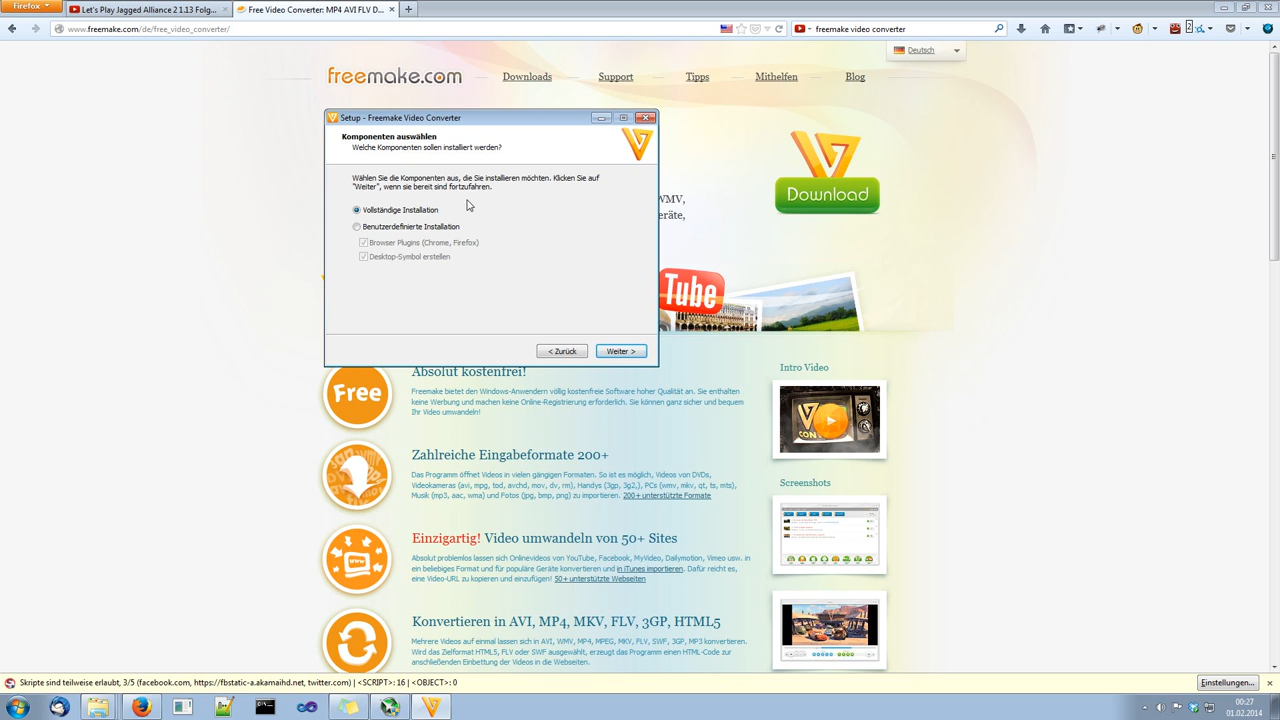 Firefox
Let's Play Jagged Alliance 2 1.13 Folg...
Free Video Converter: MP4 AVI FLV D...
www.freemake.com/de/free_video_converter/
freemake video converter
2
Deutsch
freemake.com
Downloads
Support
Tipps
Mithelfen
Blog
Setup - Freemake Video Converter
Komponenten auswählen
Welche Komponenten sollen installiert werden?
Wählen Sie die Komponenten aus, die Sie installieren möchten. Klicken Sie auf
"Weiter", wenn sie bereit sind fortzufahren.
Vollständige Installation
Benutzerdefinierte Installation
Browser Plugins (Chrome, Firefox)
Desktop-Symbol erstellen
< Zurück
Weiter >
WMV,
eräte,
Download
Tube
Free
Absolut kostenfrei!
Freemake bietet den Windows-Anwendern völlig kostenfreie Software hoher Qualität an. Sie enthalten
keine Werbung und machen keine Online-Registrierung erforderlich. Sie können ganz sicher und bequem
Ihr Video umwandeln!
Intro Video
Zahlreiche Eingabeformate 200+
Das Programm öffnet Videos in vielen gängigen Formaten. So ist es möglich, Videos von DVDs,
Videokameras (avi, mpg, tod, avchd, mov, dv, rm), Handys (3gp, 3g2,), PCs (wmv, mkv, qt, ts, mts),
Musik (mp3, aac, wma) und Fotos (jpg, bmp, png) zu importieren. 200+ unterstützte Formate
Screenshots
www
Einzigartig! Video umwandeln von 50+ Sites
Absolut problemlos lassen sich Onlinevideos von YouTube, Facebook, MyVideo, Dailymotion, Vimeo usw. in
ein beliebiges Format und für populäre Geräte konvertieren und in iTunes importieren. Dafür reicht es,
eine Video-URL zu kopieren und einzufügen! 50+ unterstützte Webseiten
Konvertieren in AVI, MP4, MKV, FLV, 3GP, HTML5
Mehrere Videos auf einmal lassen sich in AVI, WMV, MP4, MPEG, MKV, FLV, SWF, 3GP, MP3 konvertieren.
Wird das Zielformat HTML5, FLV oder SWF ausgewählt, erzeugt das Programm einen HTML-Code zur
anschließenden Einbettung der Videos in die Webseiten.
Skripte sind teilweise erlaubt, 3/5 (facebook.com, https://fbstatic-a.akamaihd.net, twitter.com) | <SCRIPT>: 16 | <OBJECT>: 0
Einstellungen...
00:27
01.02.2014